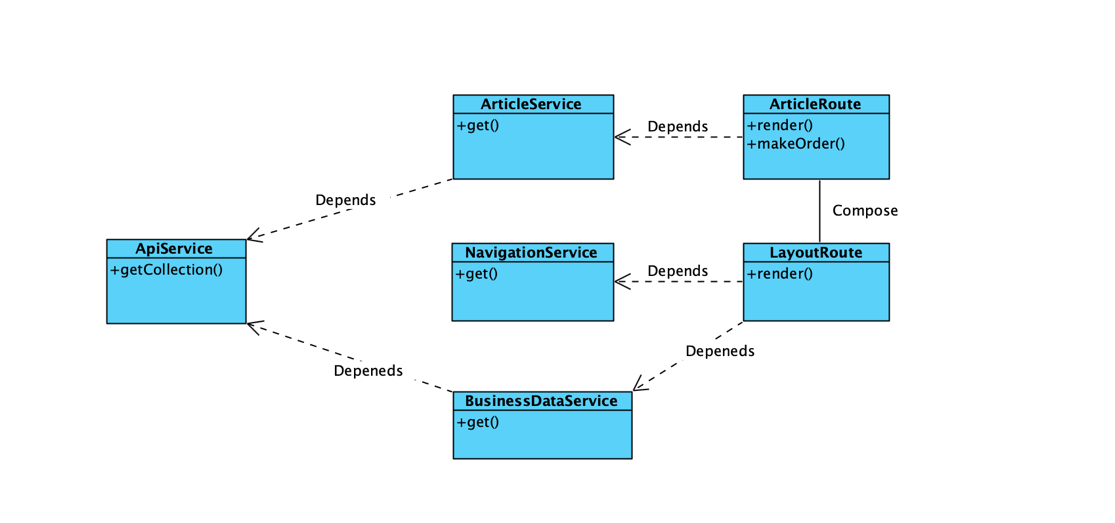 ArticleService
+get()
Depends
ArticleRoute
+render()
+makeOrder()
Depends
Compose
ApiService
+getCollection()
NavigationService
+get()
Depends
LayoutRoute
+render()
Depeneds
Depeneds
BusinessDataService
+get()